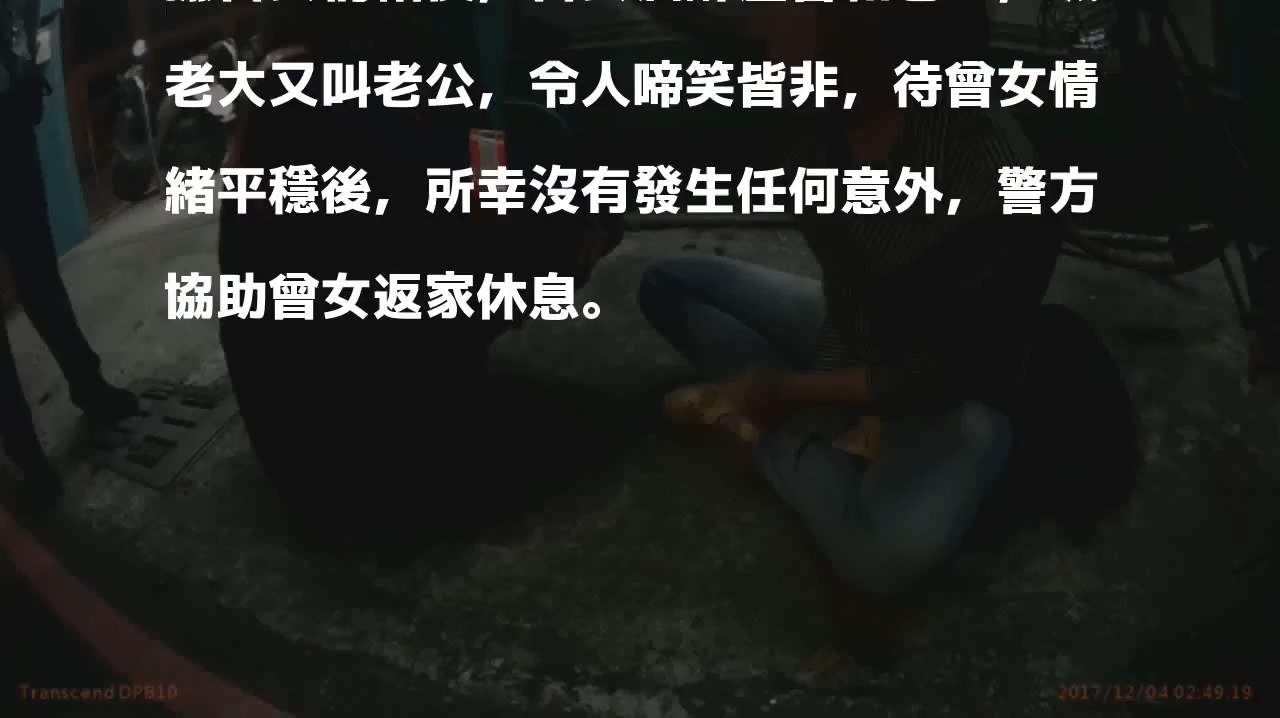 老大又叫老公，令人啼笑皆非，待曾女情
緒平穩後，所幸沒有發生任何意外，警方
協助曾女返家休息。
Transcend DPB10
2017/12/04 02:49:19